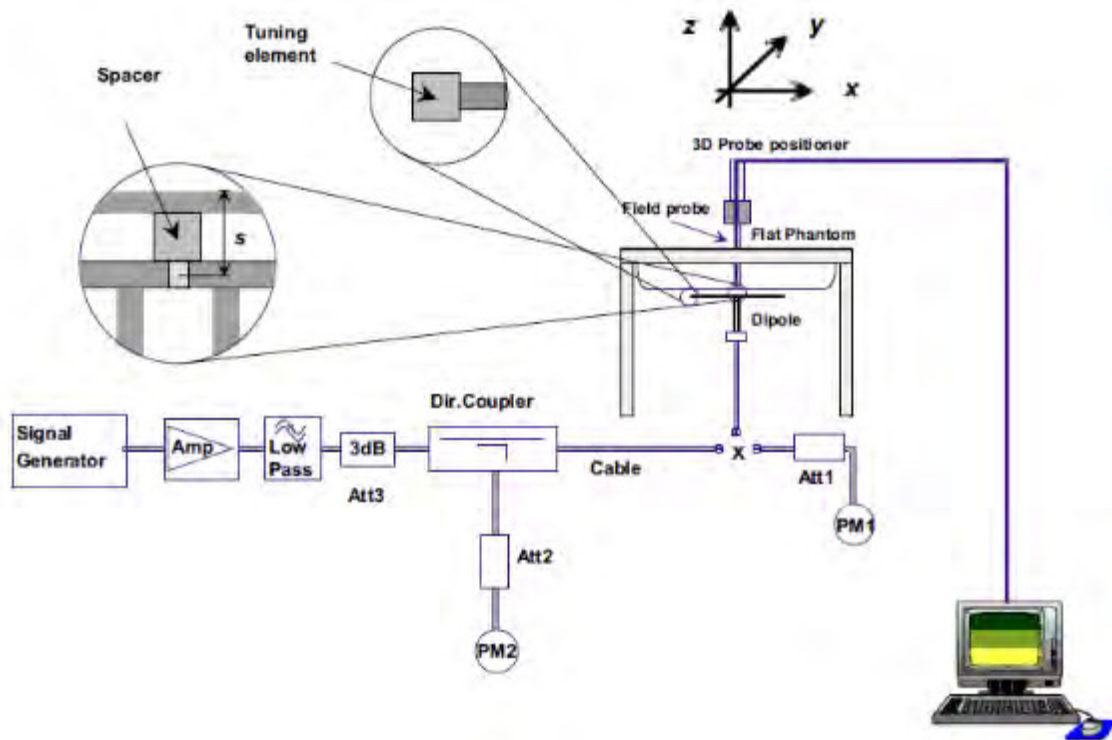 Tuning
element
Spacer
z
y
x
3D Probe positioner
Field probe
Flat Phantom
s
Dipole
Dir.Coupler
Signal
Generator
Amp
Low
Pass
3dB
Att3
Cable
x
Att1
PM1
Att2
PM2